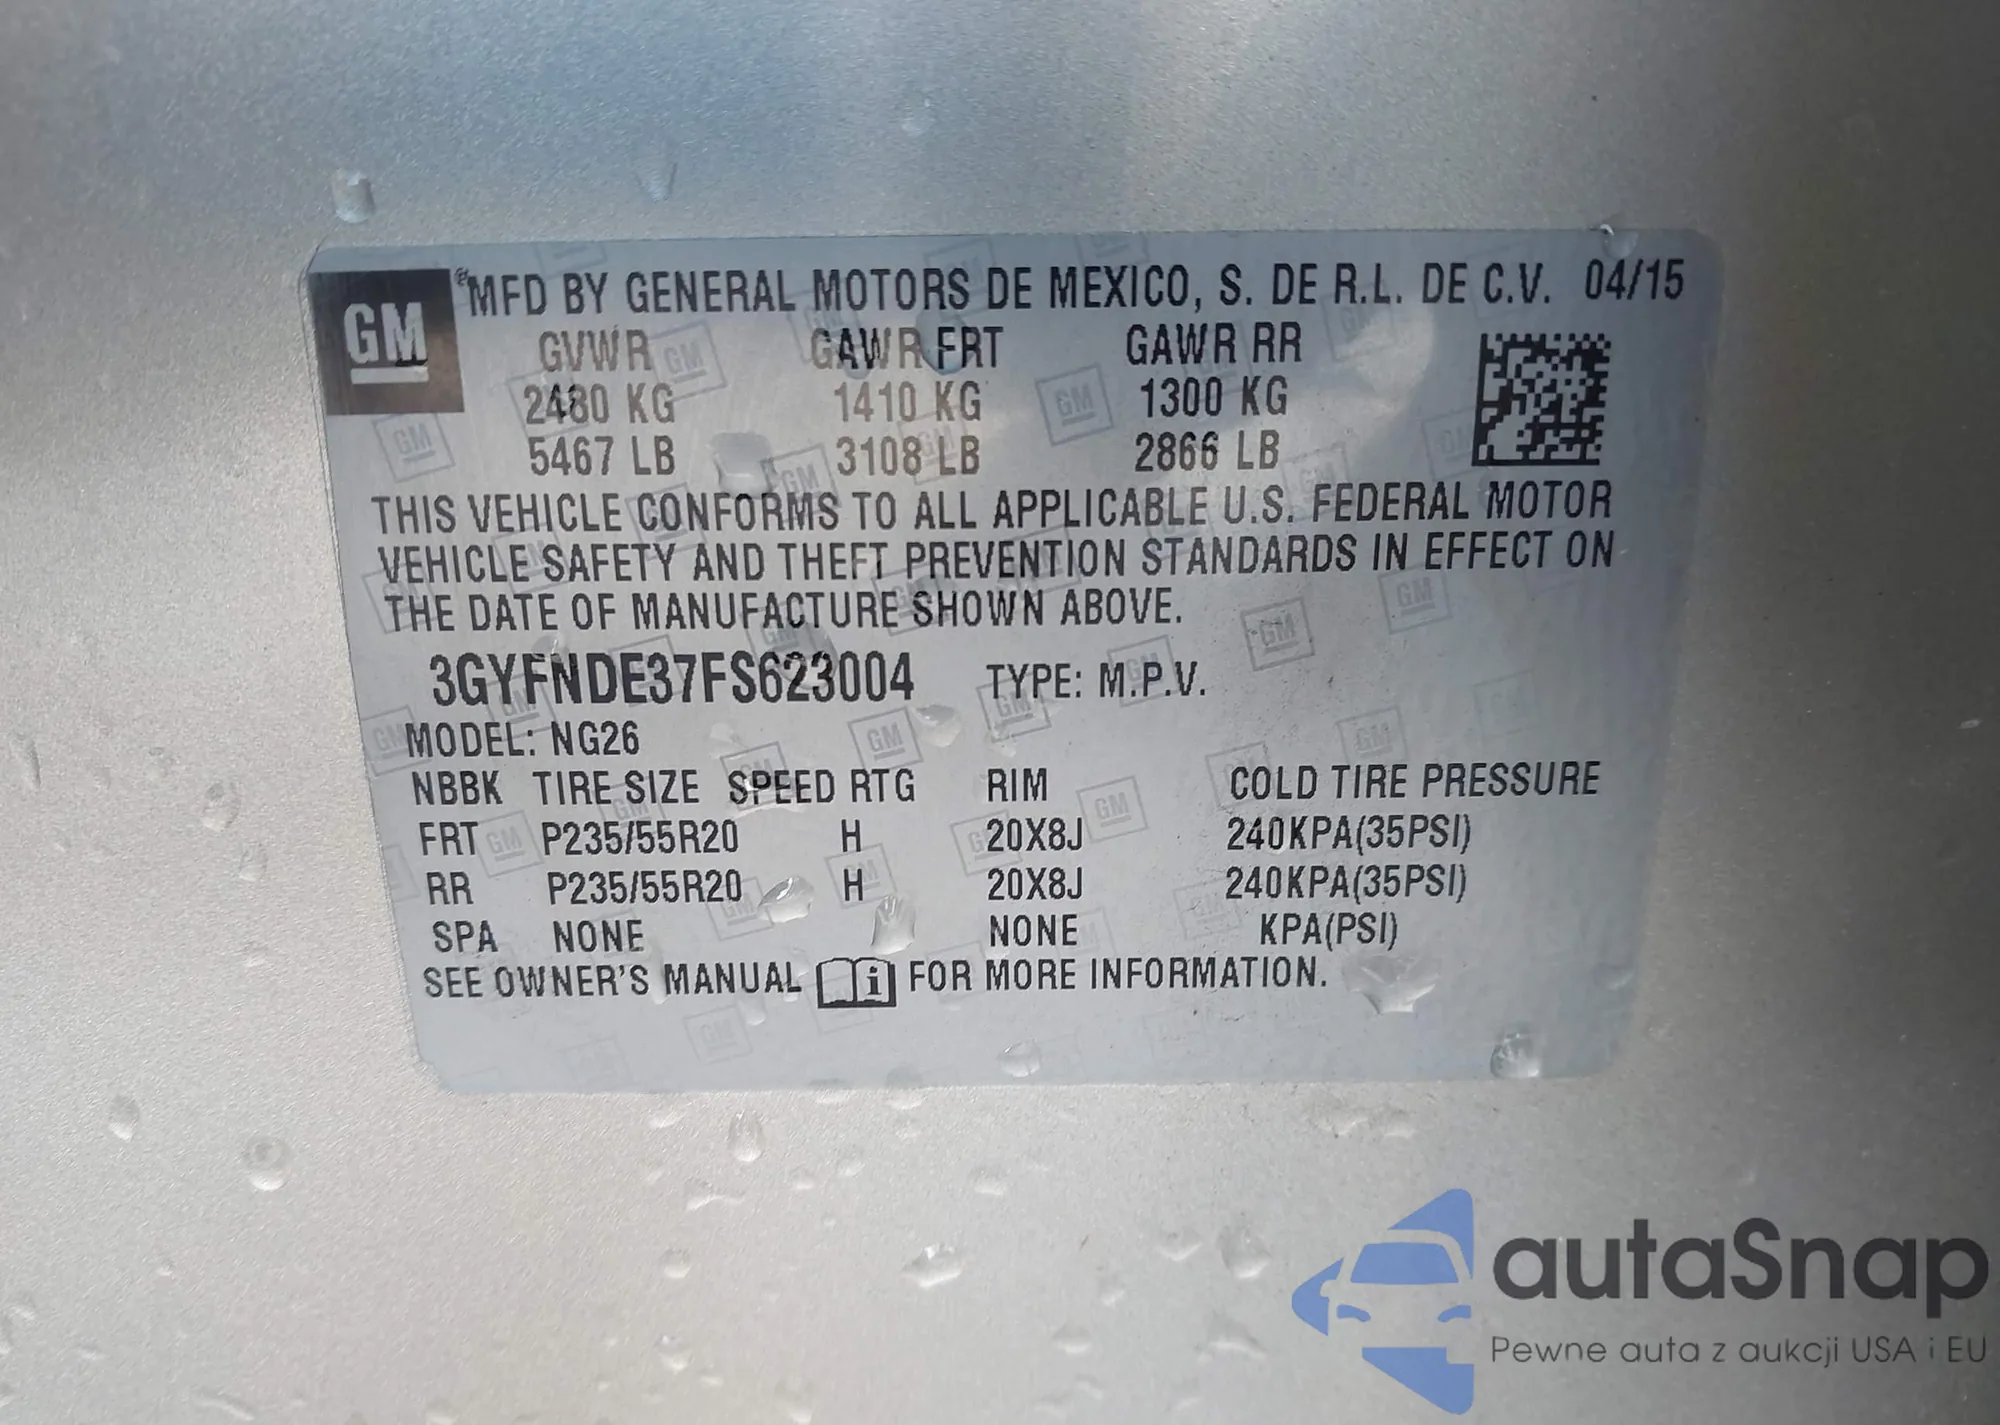 GM
MFD BY GENERAL MOTORS DE MEXICO, S. DE R.L. DE C.V. 04/15
GVWR GAWR FRT GAWR RR
2480 KG 1410 KG 1300 KG
5467 LB 3108 LB 2866 LB
THIS VEHICLE CONFORMS TO ALL APPLICABLE U.S. FEDERAL MOTOR
VEHICLE SAFETY AND THEFT PREVENTION STANDARDS IN EFFECT ON
THE DATE OF MANUFACTURE SHOWN ABOVE.
3GYFNDE37FS623004 TYPE: M.P.V.
MODEL: NG26
NBBK TIRE SIZE SPEED RTG RIM COLD TIRE PRESSURE
FRT P235/55R20 H 20X8J 240KPA(35PSI)
RR P235/55R20 H 20X8J 240KPA(35PSI)
SPA NONE NONE KPA(PSI)
SEE OWNER'S MANUAL i FOR MORE INFORMATION.
autaSnap
Pewne auta z aukcji USA i EU